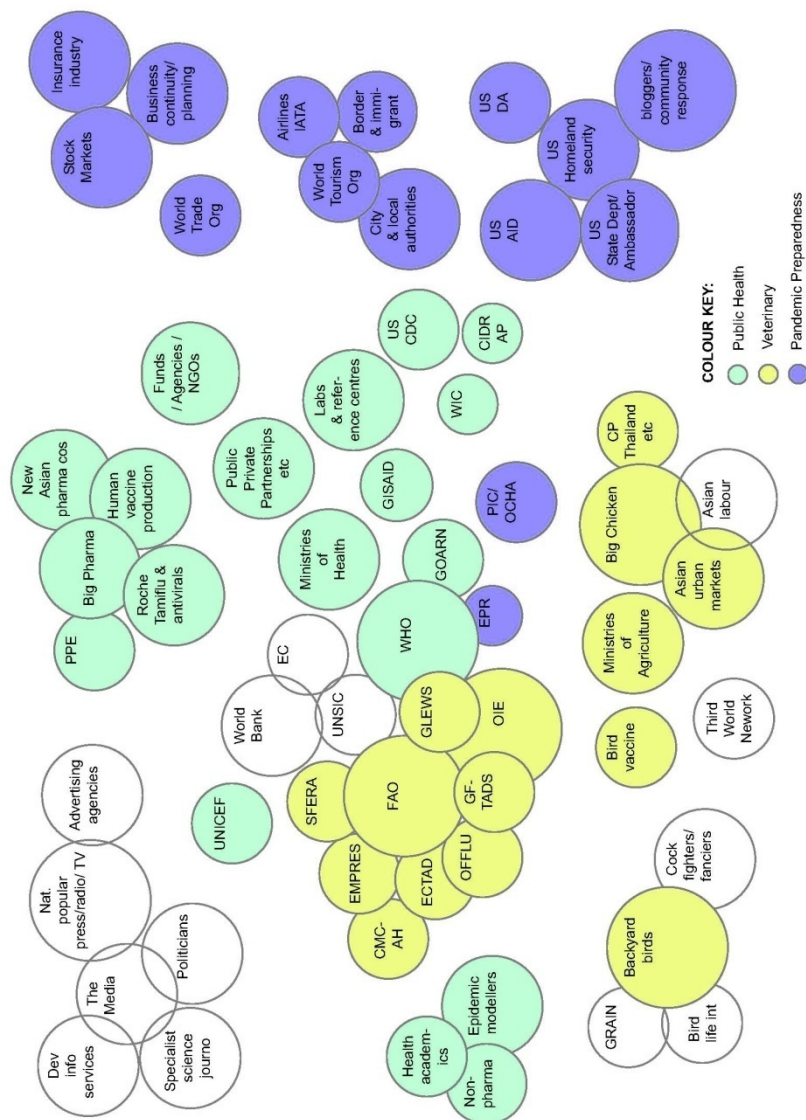 Insurance
industry
Business
continuity/
planning
Stock
Markets
World
Trade
Org
Airlines
IATA
Border
& immi-
grant
World
Tourism
Org
City
& local
authorities
US
DA
US
Homeland
security
bloggers/
community
response
US
AID
US
State Dept/
Ambassador
New
Asian
pharma cos
Human
vaccine
production
Big Pharma
Roche
Tamiflu &
antivirals
PPE
Funds
/ Agencies /
NGOs
Public
Private
Partnerships
etc
Labs
& refer-
ence centres
US
CDC
CIDR
AP
WIC
GISAID
Ministries
of
Health
GOARN
PIC/
OCHA
WHO
EPR
EC
World
Bank
UNSIC
UNICEF
GLEWS
OIE
FAO
SFERA
GF-
TADS
EMPRES
ECTAD
OFFLU
CMC-
AH
Advertising
agencies
Nat.
popular
press/radio/ TV
The
Media
Politicians
Dev
info
services
Specialist
science
journo
Health
academ-
ics
Epidemic
modellers
Non-
pharma
CP
Thailand
etc
Big Chicken
Asian
labour
Asian
urban
markets
Ministries
of
Agriculture
Bird
vaccine
Third
World
Nework
Cock
fighters/
fanciers
Backyard
birds
GRAIN
Bird
life int
COLOUR KEY:
Public Health
Veterinary
Pandemic Preparedness